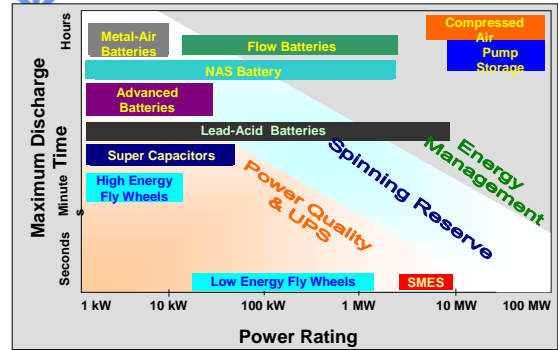 Maximum Discharge
Time
Hours
Minute
s
Seconds
Metal-Air
Batteries
Flow Batteries
Compressed
Air
Pump
Storage
NAS Battery
Advanced
Batteries
Lead-Acid Batteries
Super Capacitors
High Energy
Fly Wheels
Power Quality
& UPS
Spinning Reserve
Energy
Management
Low Energy Fly Wheels
SMES
1 kW
10 kW
100 kW
1 MW
10 MW
100 MW
Power Rating